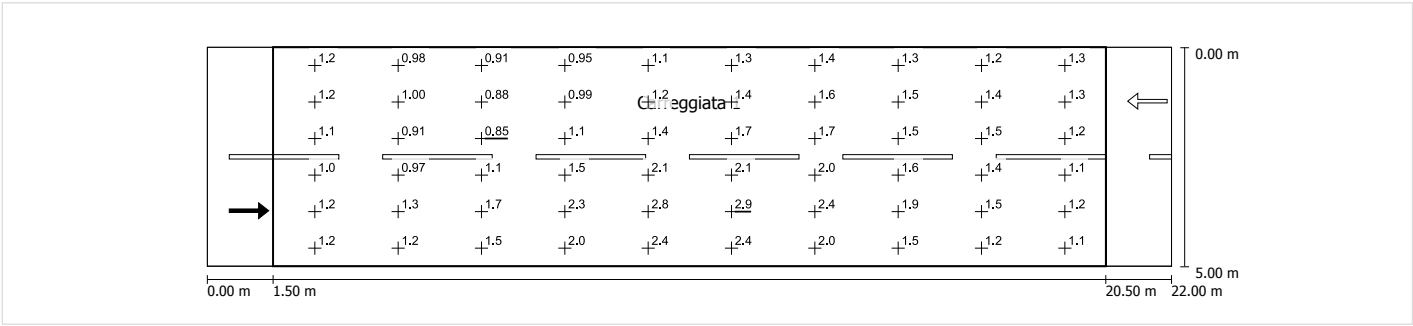 1.2 0.98 0.91 0.95 1.1 1.3 1.4 1.3 1.2 1.3
0.00 m
1.2 1.00 0.88 0.99 1.2 1.4 1.6 1.5 1.4 1.3
Carreggiata 1
1.1 0.91 0.85 1.1 1.4 1.7 1.7 1.5 1.5 1.2
1.0 0.97 1.1 1.5 2.1 2.1 2.0 1.6 1.4 1.1
1.2 1.3 1.7 2.3 2.8 2.9 2.4 1.9 1.5 1.2
1.2 1.2 1.5 2.0 2.4 2.4 2.0 1.5 1.2 1.1
5.00 m
0.00 m 1.50 m 20.50 m 22.00 m